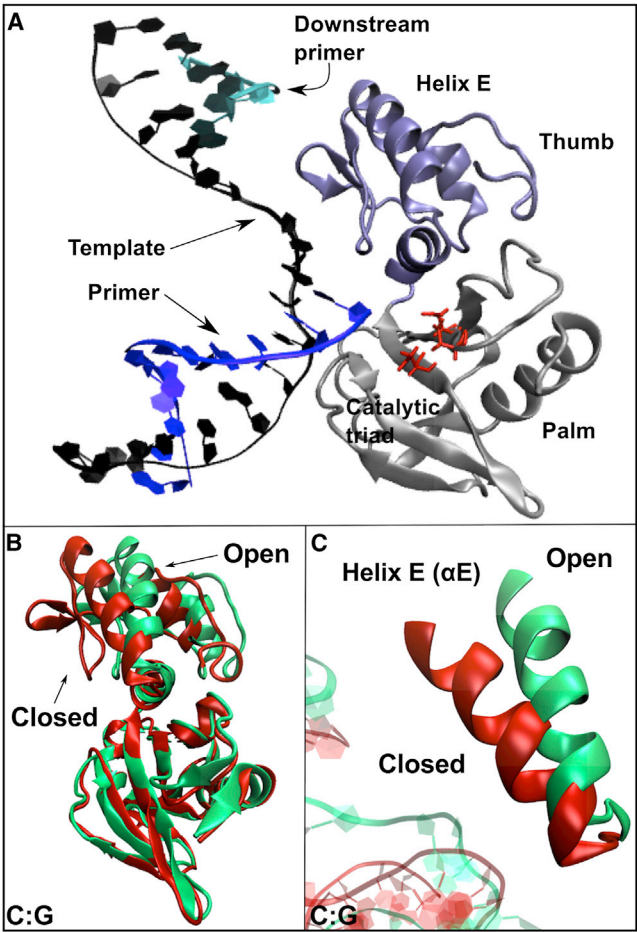 A
Downstream
primer
Helix E
Thumb
Template
Primer
Catalytic
triad
Palm
B
Open
Closed
C:G
C
Helix E (αE)
Open
Closed
C:G